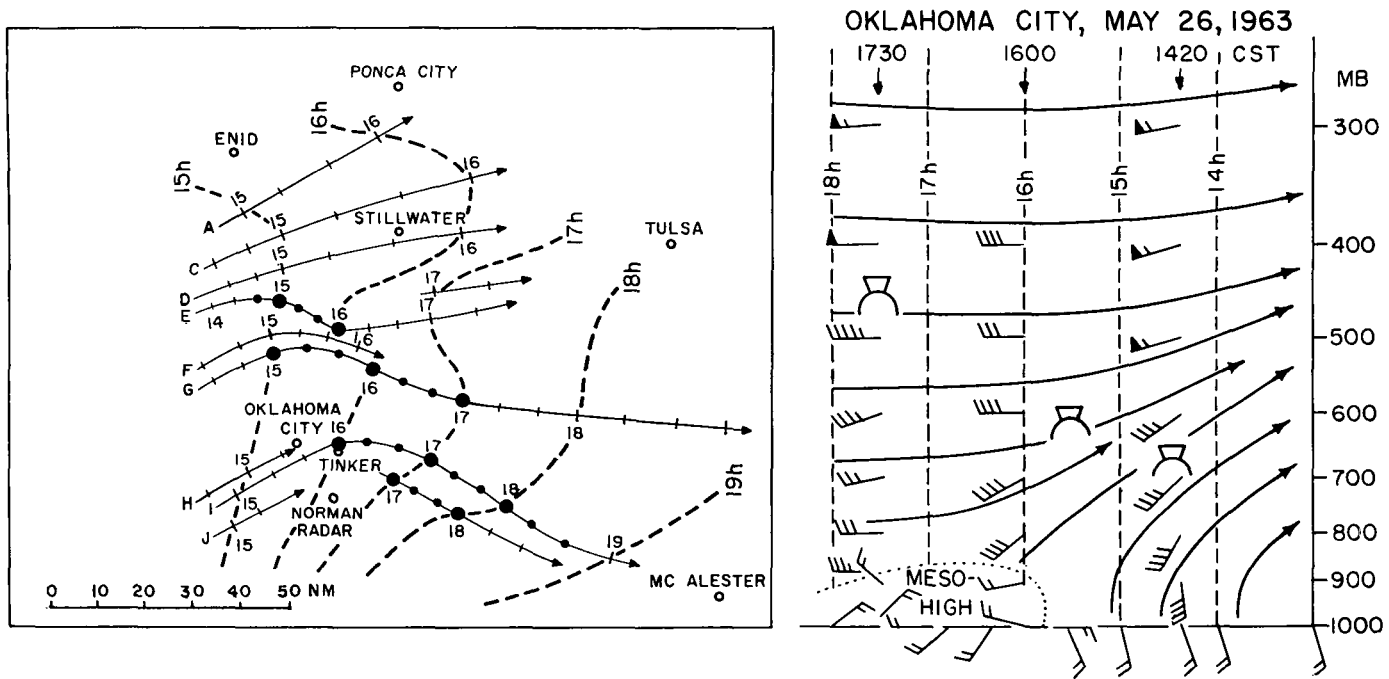 OKLAHOMA CITY, MAY 26, 1963
1730 1600 1420 CST
MB
300
400
500
600
700
800
900
1000
18h 17h 16h 15h 14h
MESO-
HIGH
PONCA CITY
16h
16
ENID
15h
15
16
A
15
STILLWATER
TULSA
C
15
16
17h
D
15
17
18h
E
14
16
17
15
16
F
G
15
16
OKLAHOMA
CITY
16
17
18
15
17
H
TINKER
I
15
17
18
19h
NORMAN
RADAR
18
J
15
19
0 10 20 30 40 50 NM
MC ALESTER